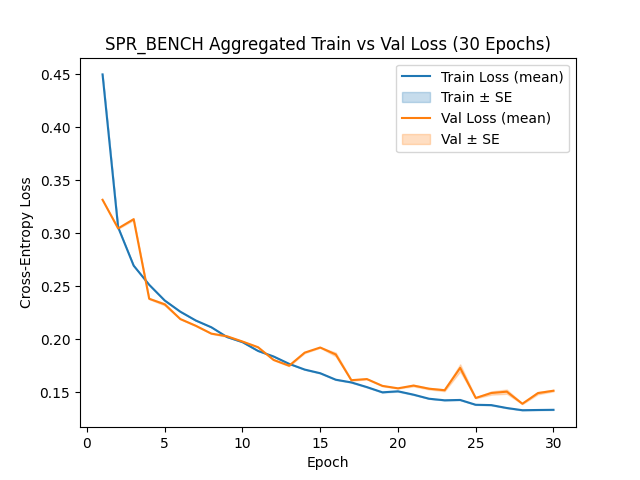 SPR_BENCH Aggregated Train vs Val Loss (30 Epochs)
Cross-Entropy Loss
0.45
0.40
0.35
0.30
0.25
0.20
0.15
Train Loss (mean)
Train ± SE
Val Loss (mean)
Val ± SE
0
5
10
15
20
25
30
Epoch